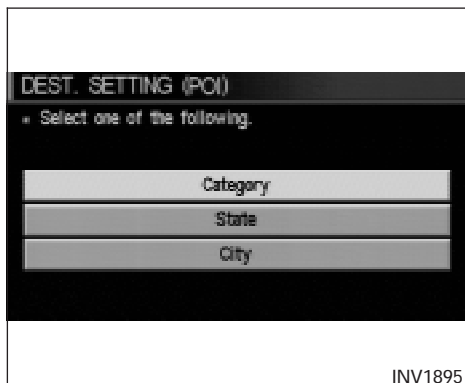 DEST. SETTING (POI)
Select one of the following.
Category
State
City
INV1895